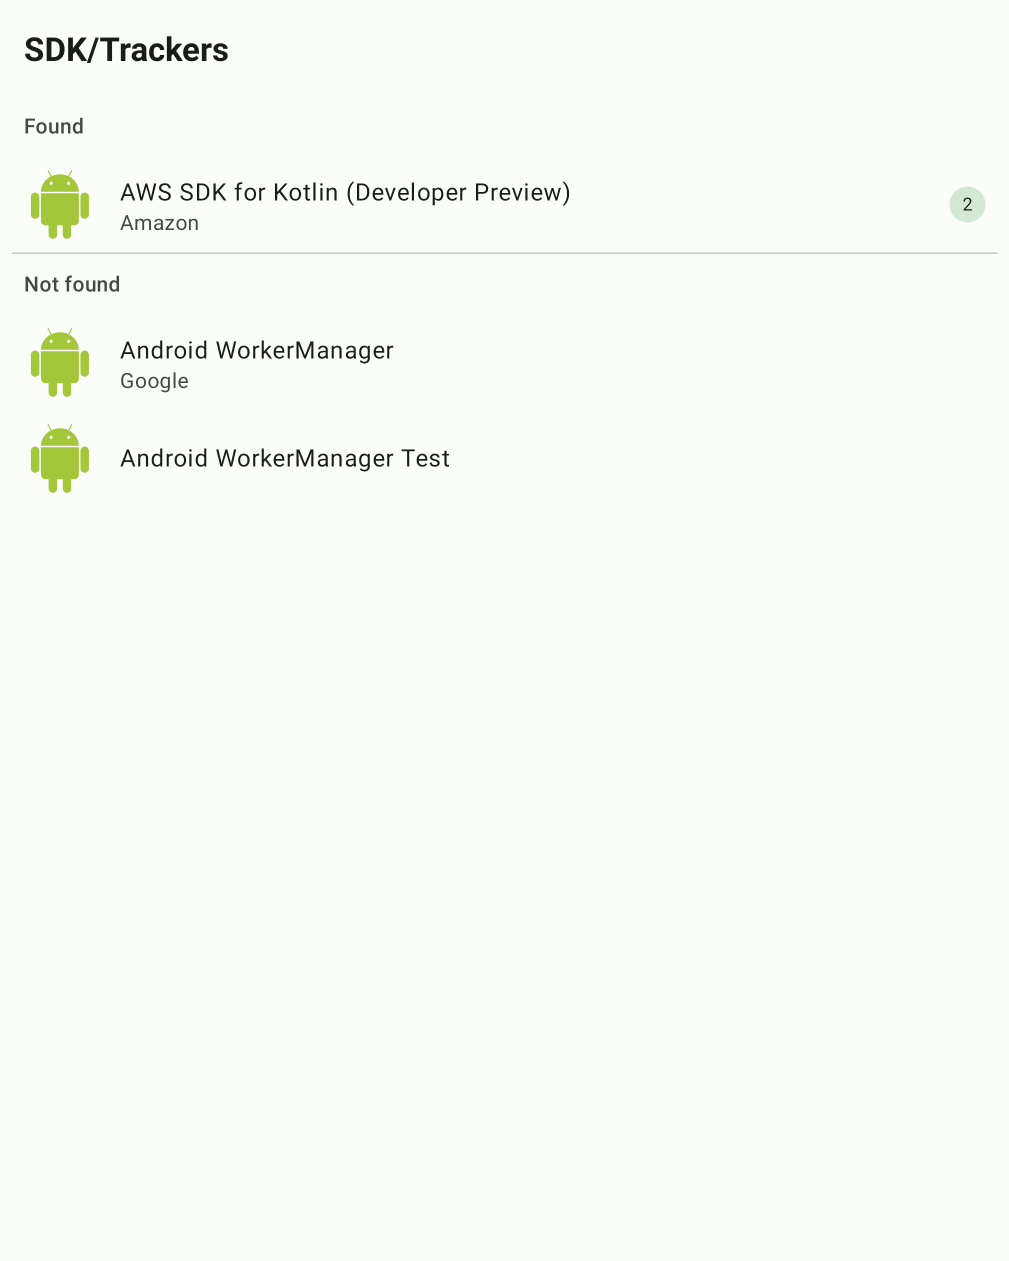 SDK/Trackers
Found
AWS SDK for Kotlin (Developer Preview)
Amazon
2
Not found
Android WorkerManager
Google
Android WorkerManager Test